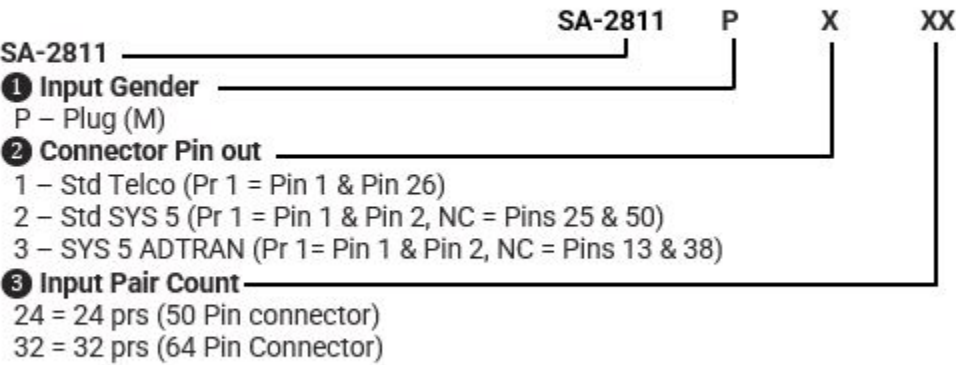 SA-2811 P X XX
SA-2811
1 Input Gender
P – Plug (M)
2 Connector Pin out
1 – Std Telco (Pr 1 = Pin 1 & Pin 26)
2 – Std SYS 5 (Pr 1 = Pin 1 & Pin 2, NC = Pins 25 & 50)
3 – SYS 5 ADTRAN (Pr 1= Pin 1 & Pin 2, NC = Pins 13 & 38)
3 Input Pair Count
24 = 24 prs (50 Pin connector)
32 = 32 prs (64 Pin Connector)